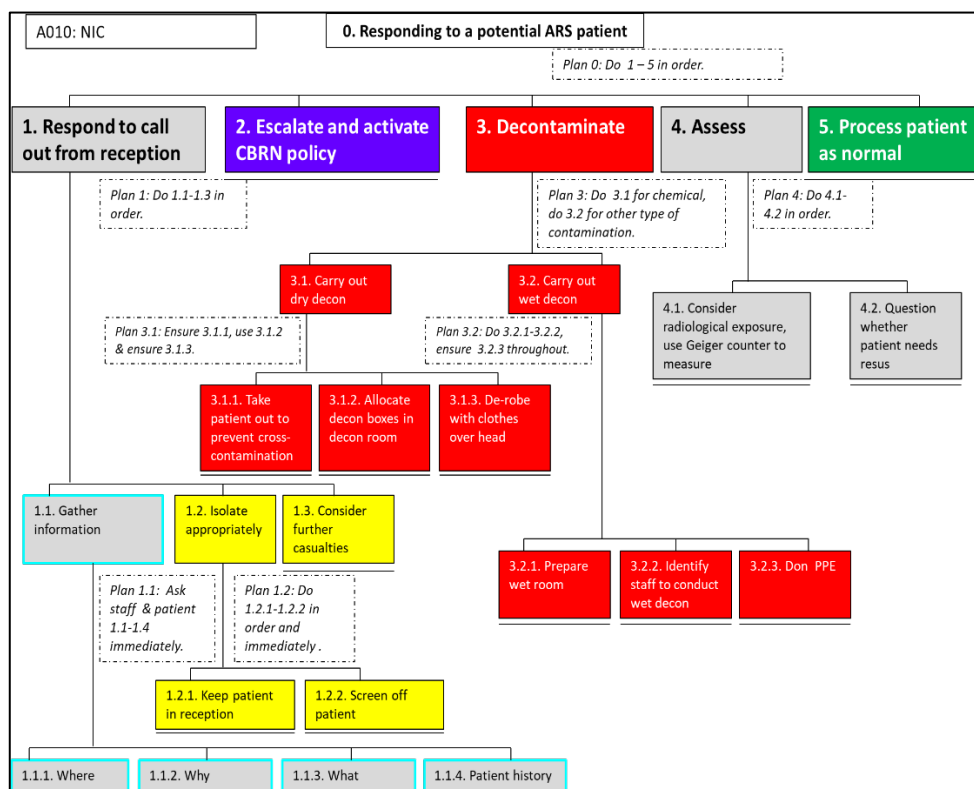 A010: NIC
0. Responding to a potential ARS patient
Plan 0: Do 1 – 5 in order.
1. Respond to call
out from reception
2. Escalate and activate
CBRN policy
3. Decontaminate
4. Assess
5. Process patient
as normal
Plan 1: Do 1.1-1.3 in
order.
Plan 3: Do 3.1 for chemical,
do 3.2 for other type of
contamination.
Plan 4: Do 4.1-
4.2 in order.
3.1. Carry out
dry decon
3.2. Carry out
wet decon
4.1. Consider
radiological exposure,
use Geiger counter to
measure
4.2. Question
whether
patient needs
resus
Plan 3.1: Ensure 3.1.1, use 3.1.2
& ensure 3.1.3.
Plan 3.2: Do 3.2.1-3.2.2,
ensure 3.2.3 throughout.
3.1.1. Take
patient out to
prevent cross-
contamination
3.1.2. Allocate
decon boxes in
decon room
3.1.3. De-robe
with clothes
over head
1.1. Gather
information
1.2. Isolate
appropriately
1.3. Consider
further
casualties
3.2.1. Prepare
wet room
3.2.2. Identify
staff to conduct
wet decon
3.2.3. Don PPE
Plan 1.1: Ask
staff & patient
1.1-1.4
immediately.
Plan 1.2: Do
1.2.1-1.2.2 in
order and
immediately .
1.2.1. Keep patient
in reception
1.2.2. Screen off
patient
1.1.1. Where
1.1.2. Why
1.1.3. What
1.1.4. Patient history